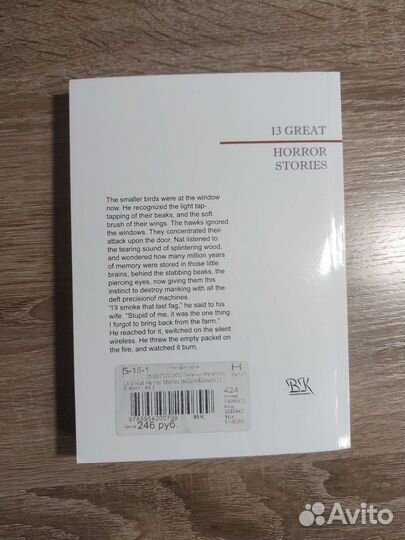 13 GREAT
HORROR
STORIES
The smaller birds were at the window
now. He recognized the light tap-
tapping of their beaks, and the soft
brush of their wings. The hawks ignored
the windows. They concentrated their
attack upon the door. Nat listened to
the tearing sound of splintering wood,
and wondered how many million years
of memory were stored in those little
brains, behind the stabbing beaks, the
piercing eyes, now giving them this
instinct to destroy manking with all the
deft precisionof machines.
“I'll smoke that last fag,” he said to his
wife. “Stupid of me, it was the one thing
I forgot to bring back from the farm.”
He reached for it, switched on the silent
wireless. He threw the empty packet on
the fire, and watched it burn.
5-16-1
Н
13 Great Horror Stories
424
9785954200799
ВК
246 руб.
ВК
Avito